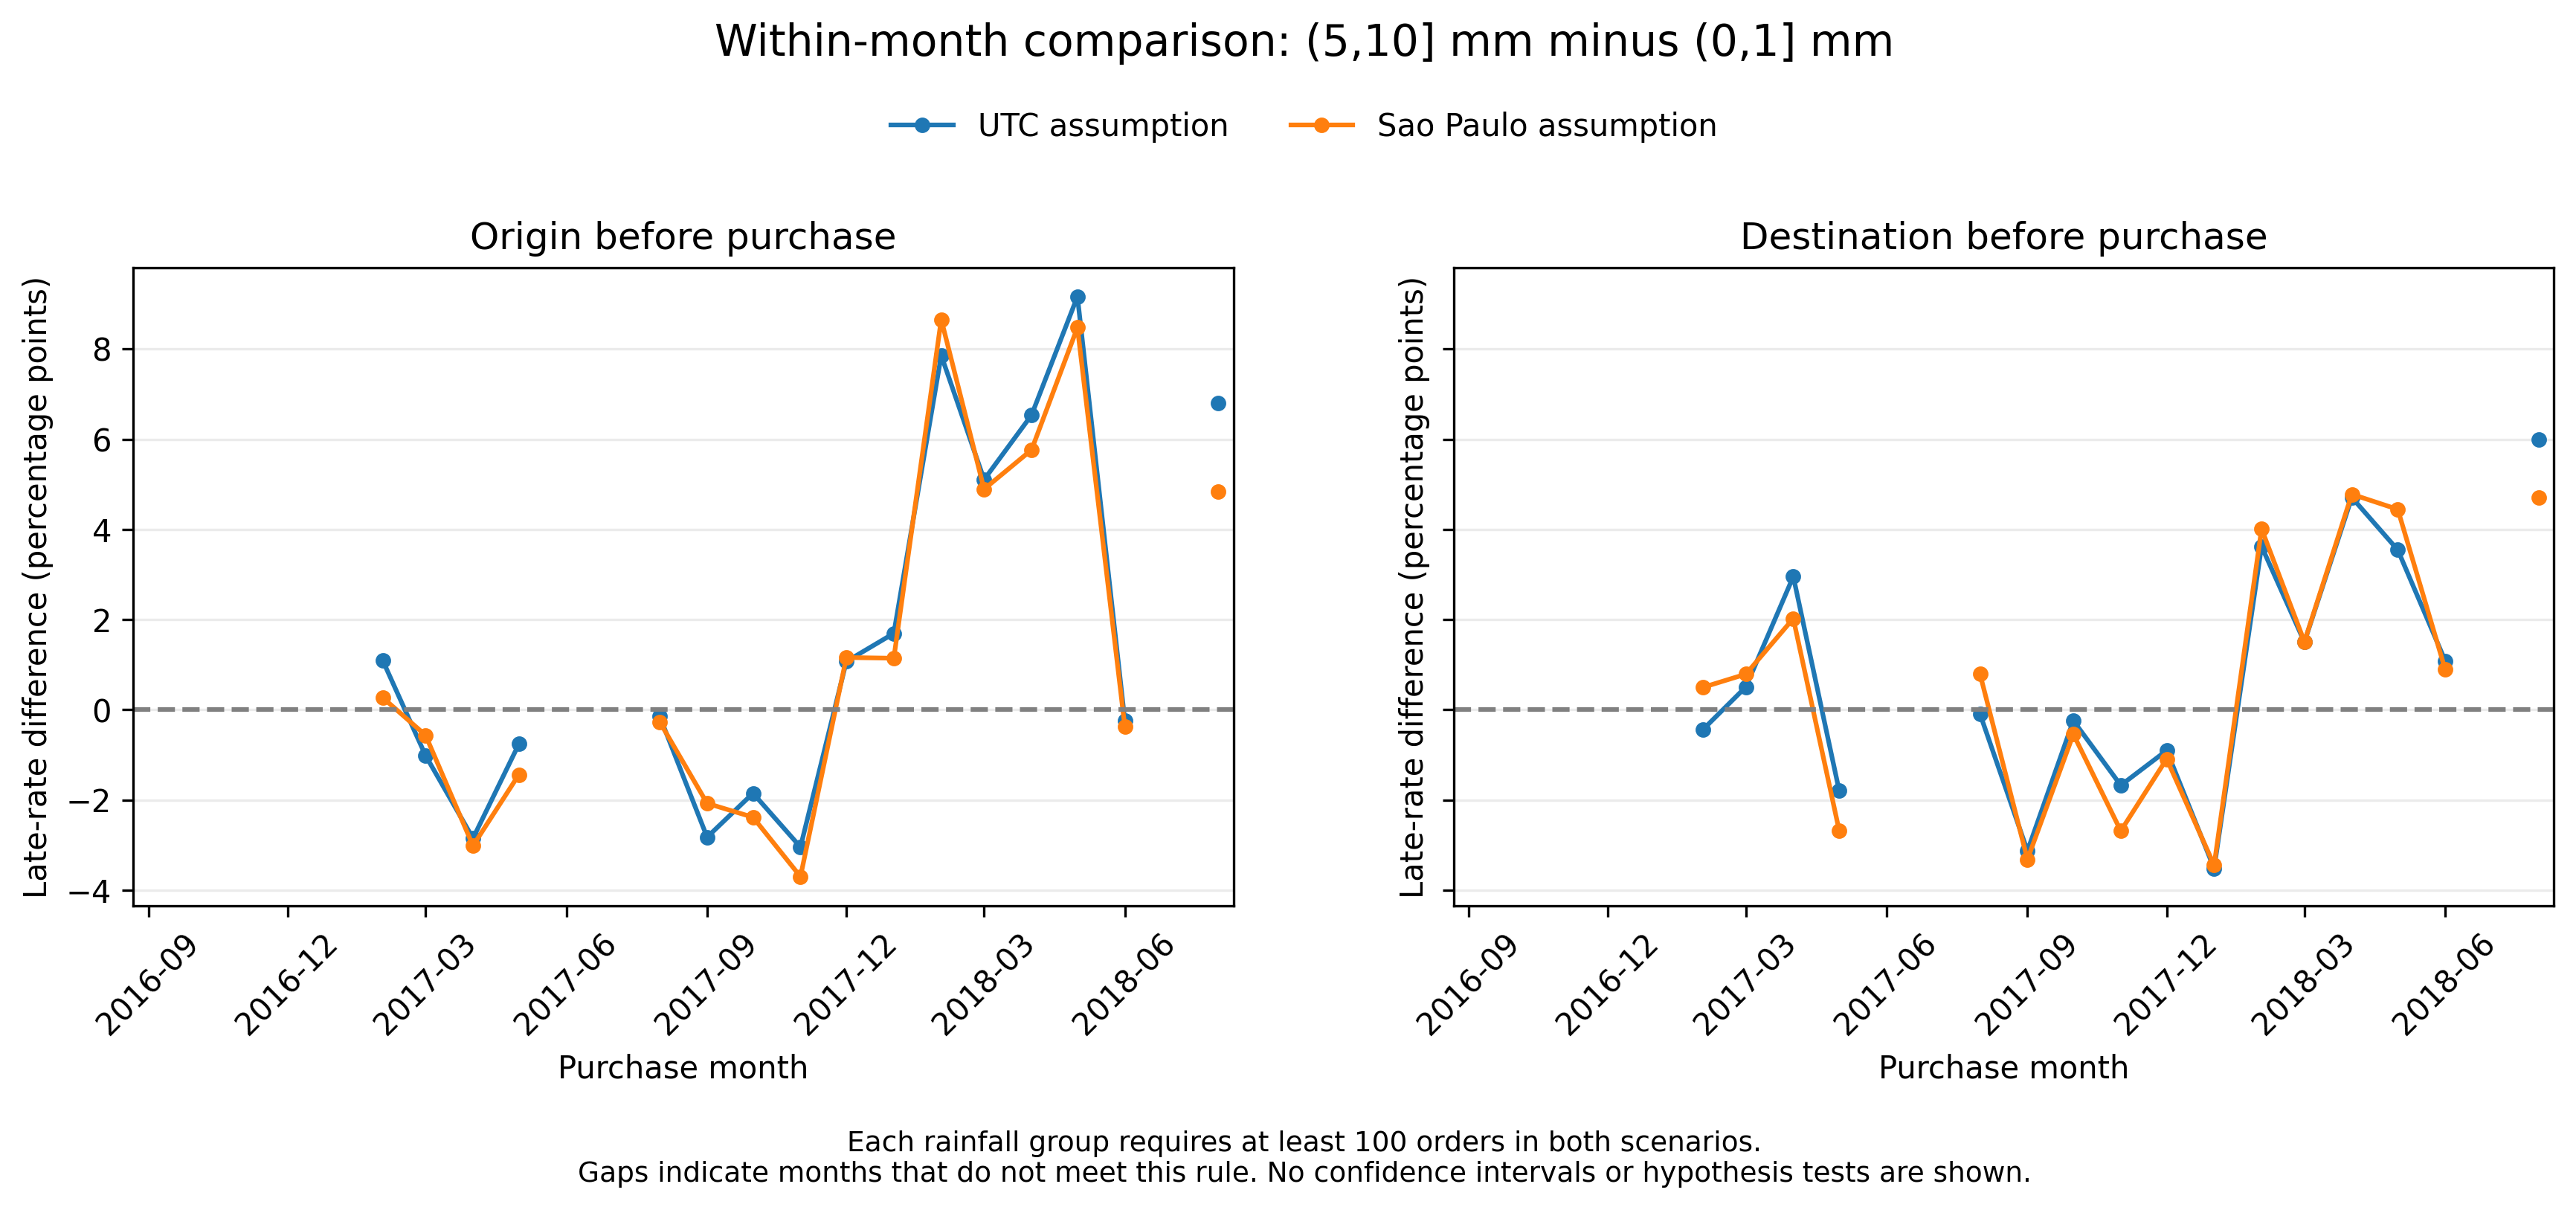 Within-month comparison: (5,10] mm minus (0,1] mm
UTC assumption
Sao Paulo assumption
Origin before purchase
Late-rate difference (percentage points)
8
6
4
2
0
−2
−4
2016-09
2016-12
2017-03
2017-06
2017-09
2017-12
2018-03
2018-06
Purchase month
Destination before purchase
Late-rate difference (percentage points)
2016-09
2016-12
2017-03
2017-06
2017-09
2017-12
2018-03
2018-06
Purchase month
Each rainfall group requires at least 100 orders in both scenarios.
Gaps indicate months that do not meet this rule. No confidence intervals or hypothesis tests are shown.